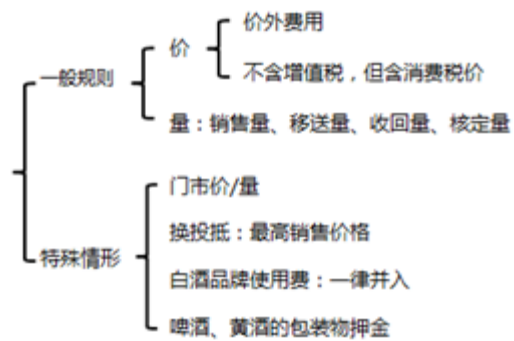 价外费用
价
不含增值税，但含消费税价
一般规则
量：销售量、移送量、收回量、核定量
门市价/量
换投抵：最高销售价格
特殊情形
白酒品牌使用费：一律并入
啤酒、黄酒的包装物押金